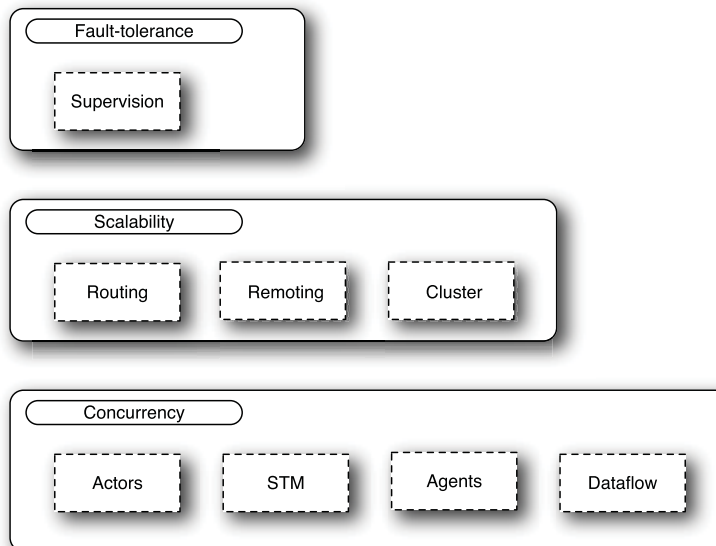 Fault-tolerance
Supervision
Scalability
Routing Remoting Cluster
Concurrency
Actors STM Agents Dataflow